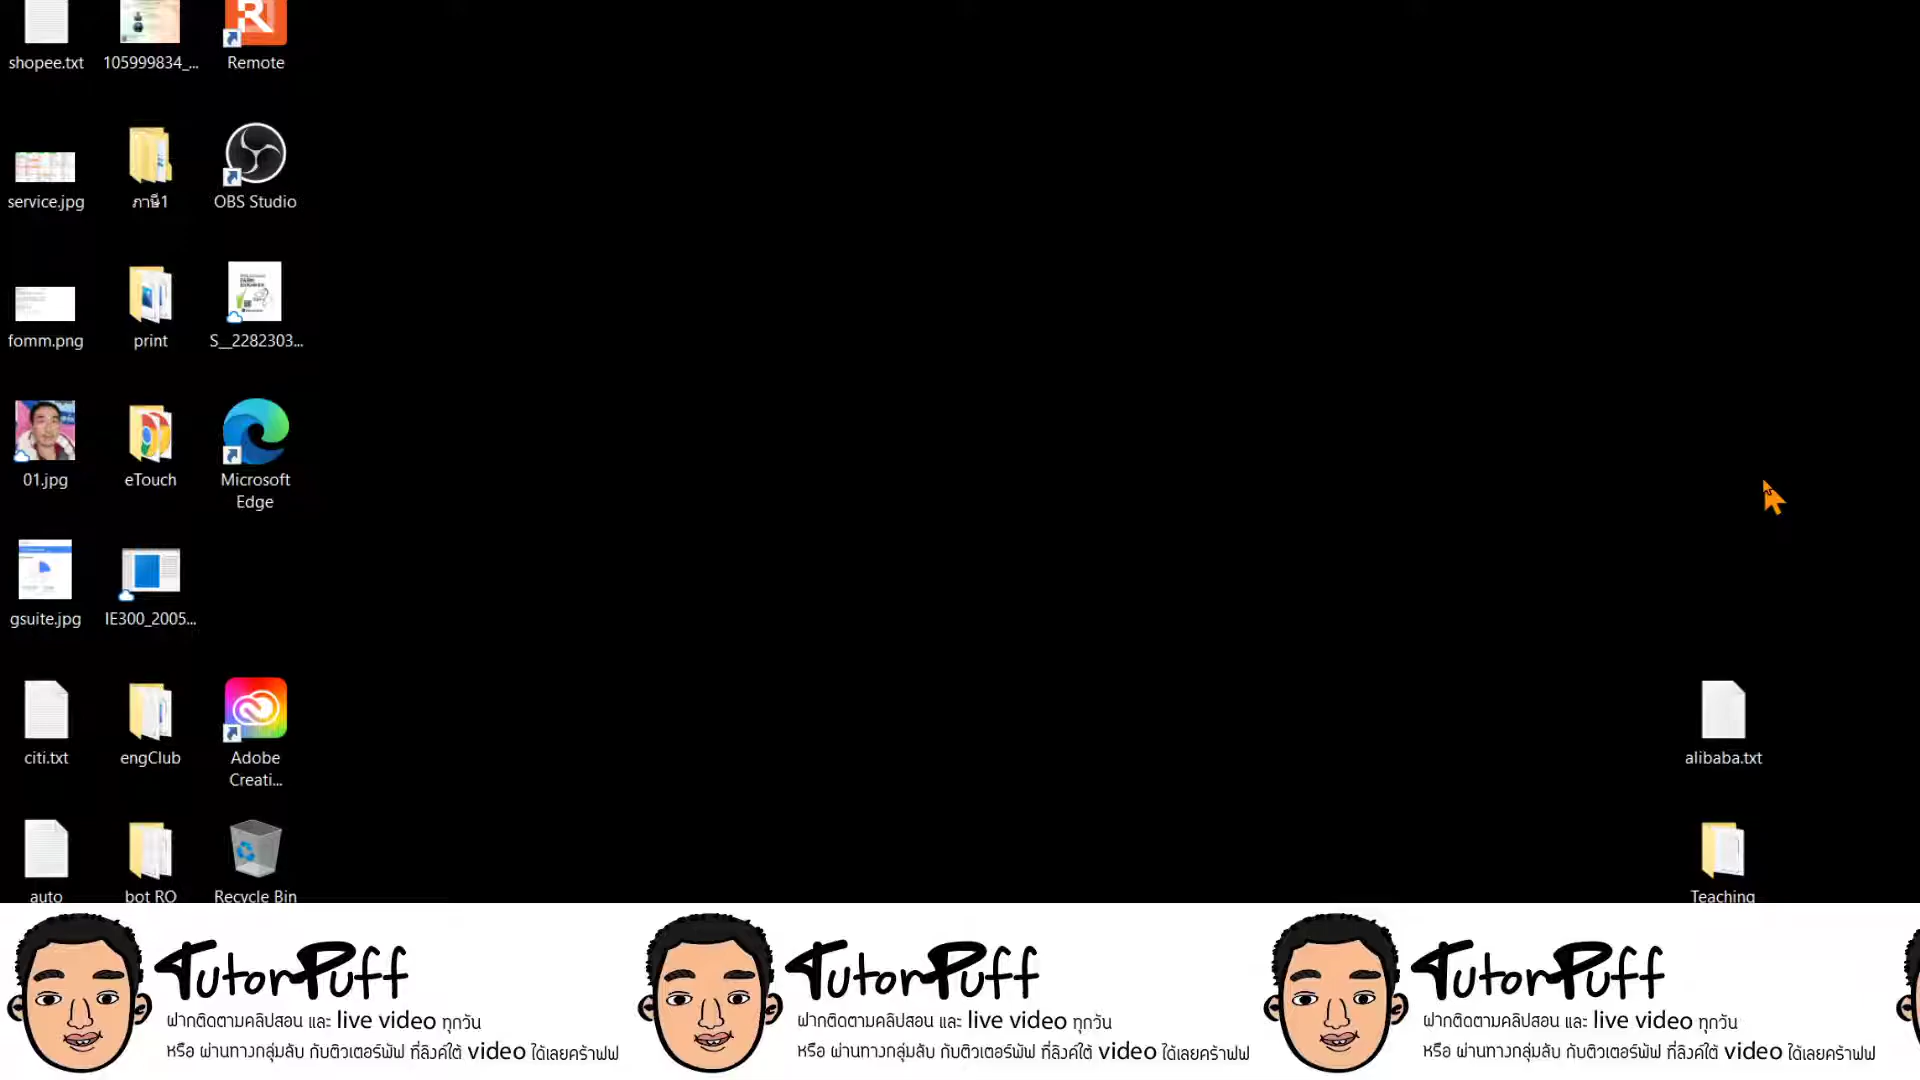 shopee.txt
105999834_...
Remote
service.jpg
ภาษี1
OBS Studio
fomm.png
print
S__2282303...
01.jpg
eTouch
Microsoft
Edge
gsuite.jpg
IE300_2005...
citi.txt
engClub
Adobe
Creati...
alibaba.txt
auto
bot RO
Recycle Bin
Teaching
TutorPuff
ฝากติดตามคลิปสอน และ live video ทุกวัน
หรือ ผ่านทางกลุ่มลับ กับติวเตอร์พัฟ ที่ลิงค์ใต้ video ได้เลยคร้าฟฟ
TutorPuff
ฝากติดตามคลิปสอน และ live video ทุกวัน
หรือ ผ่านทางกลุ่มลับ กับติวเตอร์พัฟ ที่ลิงค์ใต้ video ได้เลยคร้าฟฟ
TutorPuff
ฝากติดตามคลิปสอน และ live video ทุกวัน
หรือ ผ่านทางกลุ่มลับ กับติวเตอร์พัฟ ที่ลิงค์ใต้ video ได้เลยคร้าฟฟ